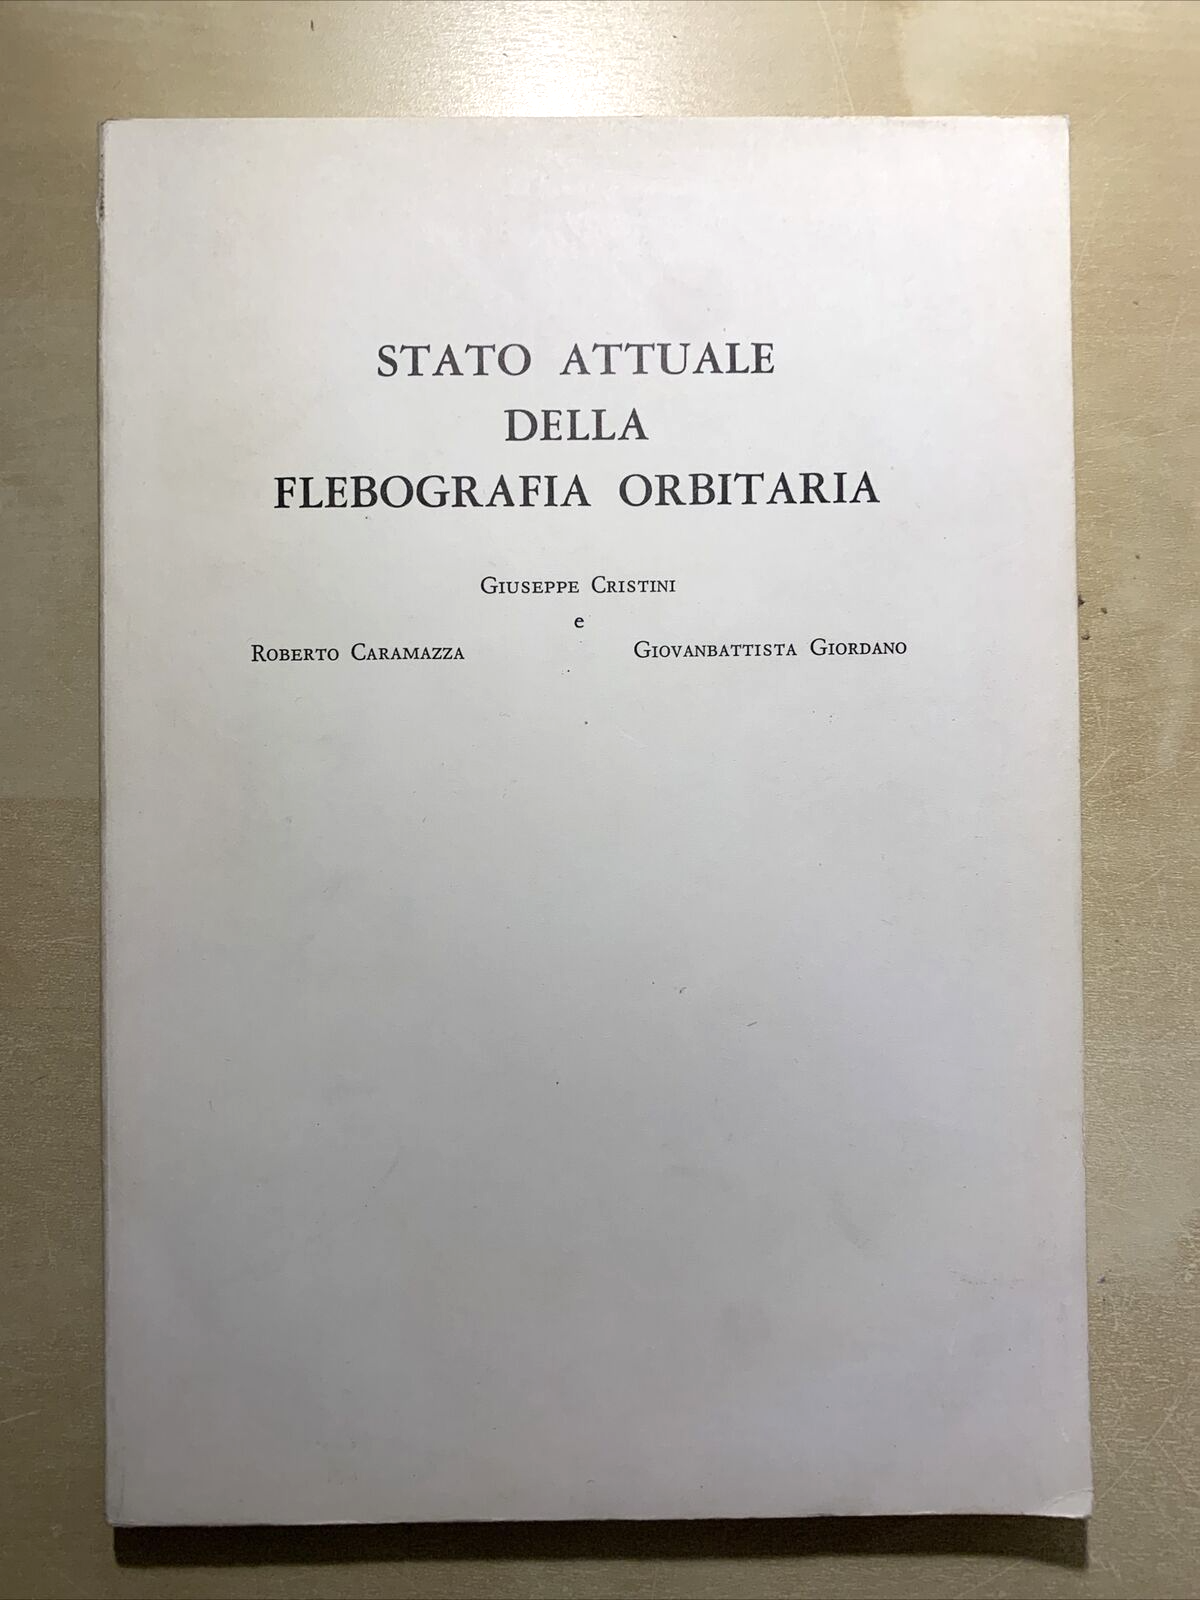 STATO ATTUALE
DELLA
FLEBOGRAFIA ORBITARIA
GIUSEPPE CRISTINI
e
ROBERTO CARAMAZZA GIOVANBATTISTA GIORDANO